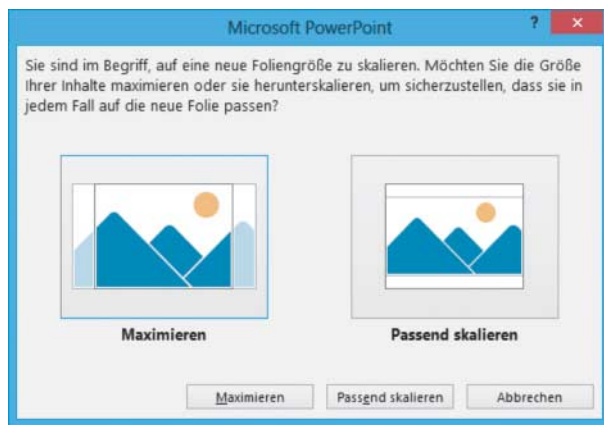 Microsoft PowerPoint
?
×
Sie sind im Begriff, auf eine neue Foliengröße zu skalieren. Möchten Sie die Größe
Ihrer Inhalte maximieren oder sie herunterskalieren, um sicherzustellen, dass sie in
jedem Fall auf die neue Folie passen?
Maximieren
Passend skalieren
Maximieren
Passend skalieren
Abbrechen